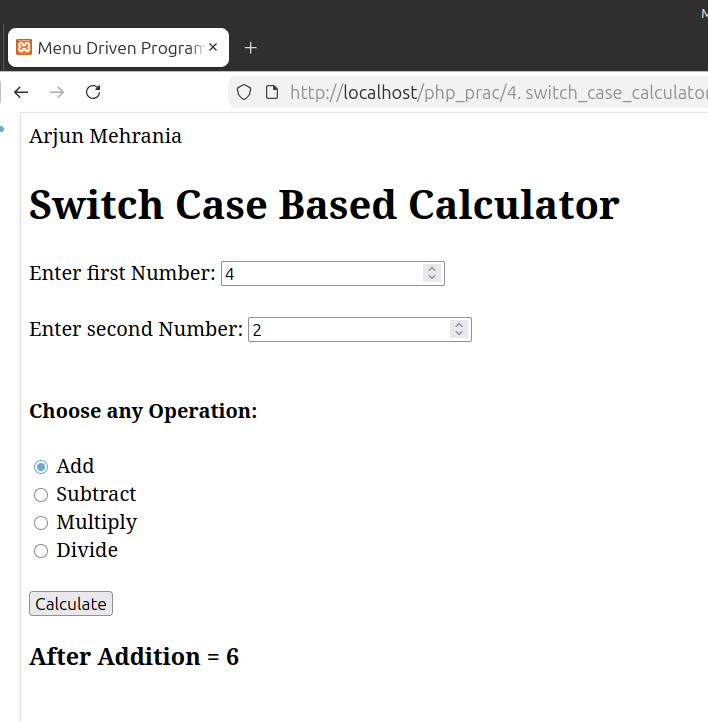 Menu Driven Program
http://localhost/php_prac/4. switch_case_calculator
Arjun Mehrania
Switch Case Based Calculator
Enter first Number: 4
Enter second Number: 2
Choose any Operation:
Add
Subtract
Multiply
Divide
Calculate
After Addition = 6